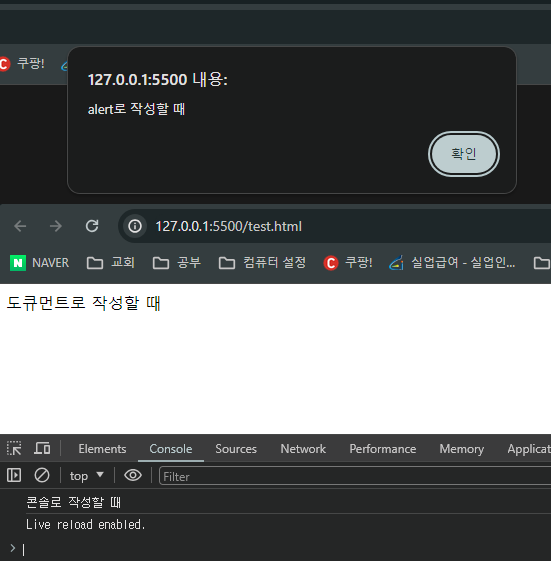 쿠팡!
127.0.0.1:5500 내용:
alert로 작성할 때
확인
127.0.0.1:5500/test.html
NAVER 교회 공부 컴퓨터 설정 쿠팡! 실업급여 - 실업인...
도큐먼트로 작성할 때
Elements Console Sources Network Performance Memory Applicat
top Filter
콘솔로 작성할 때
Live reload enabled.